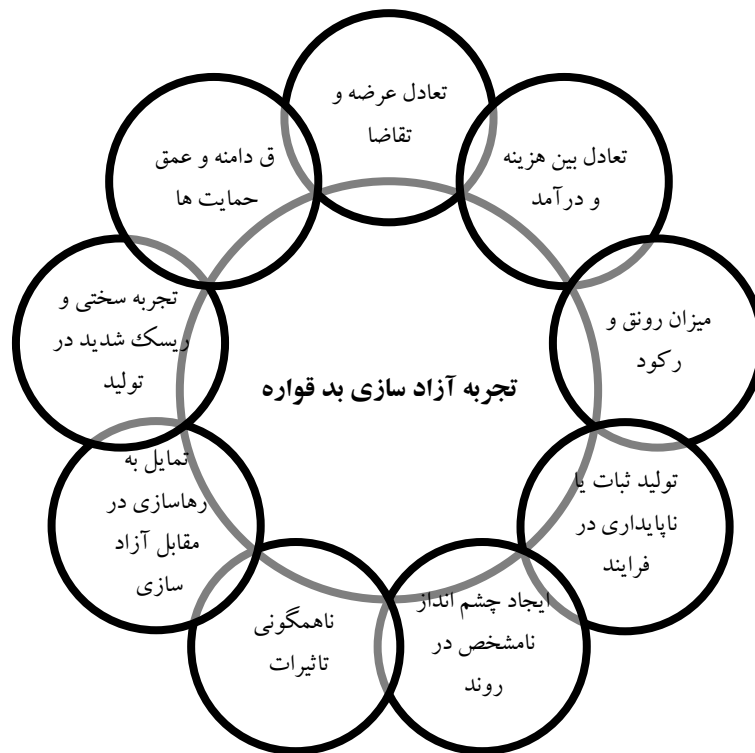 تعادل عرضه و
تقاضا
تعادل بین هزینه
و درآمد
میزان رونق و
رکود
تولید ثبات یا
ناپایداری در
فرایند
ایجاد چشم انداز
نامشخص در
روند
ناهمگونی
تاثیرات
تمایل به
رهاسازی در
مقابل آزاد
سازی
تجربه سختی و
ریسک شدید در
تولید
ق دامنه و عمق
حمایت ها
تجربه آزاد سازی بد قواره